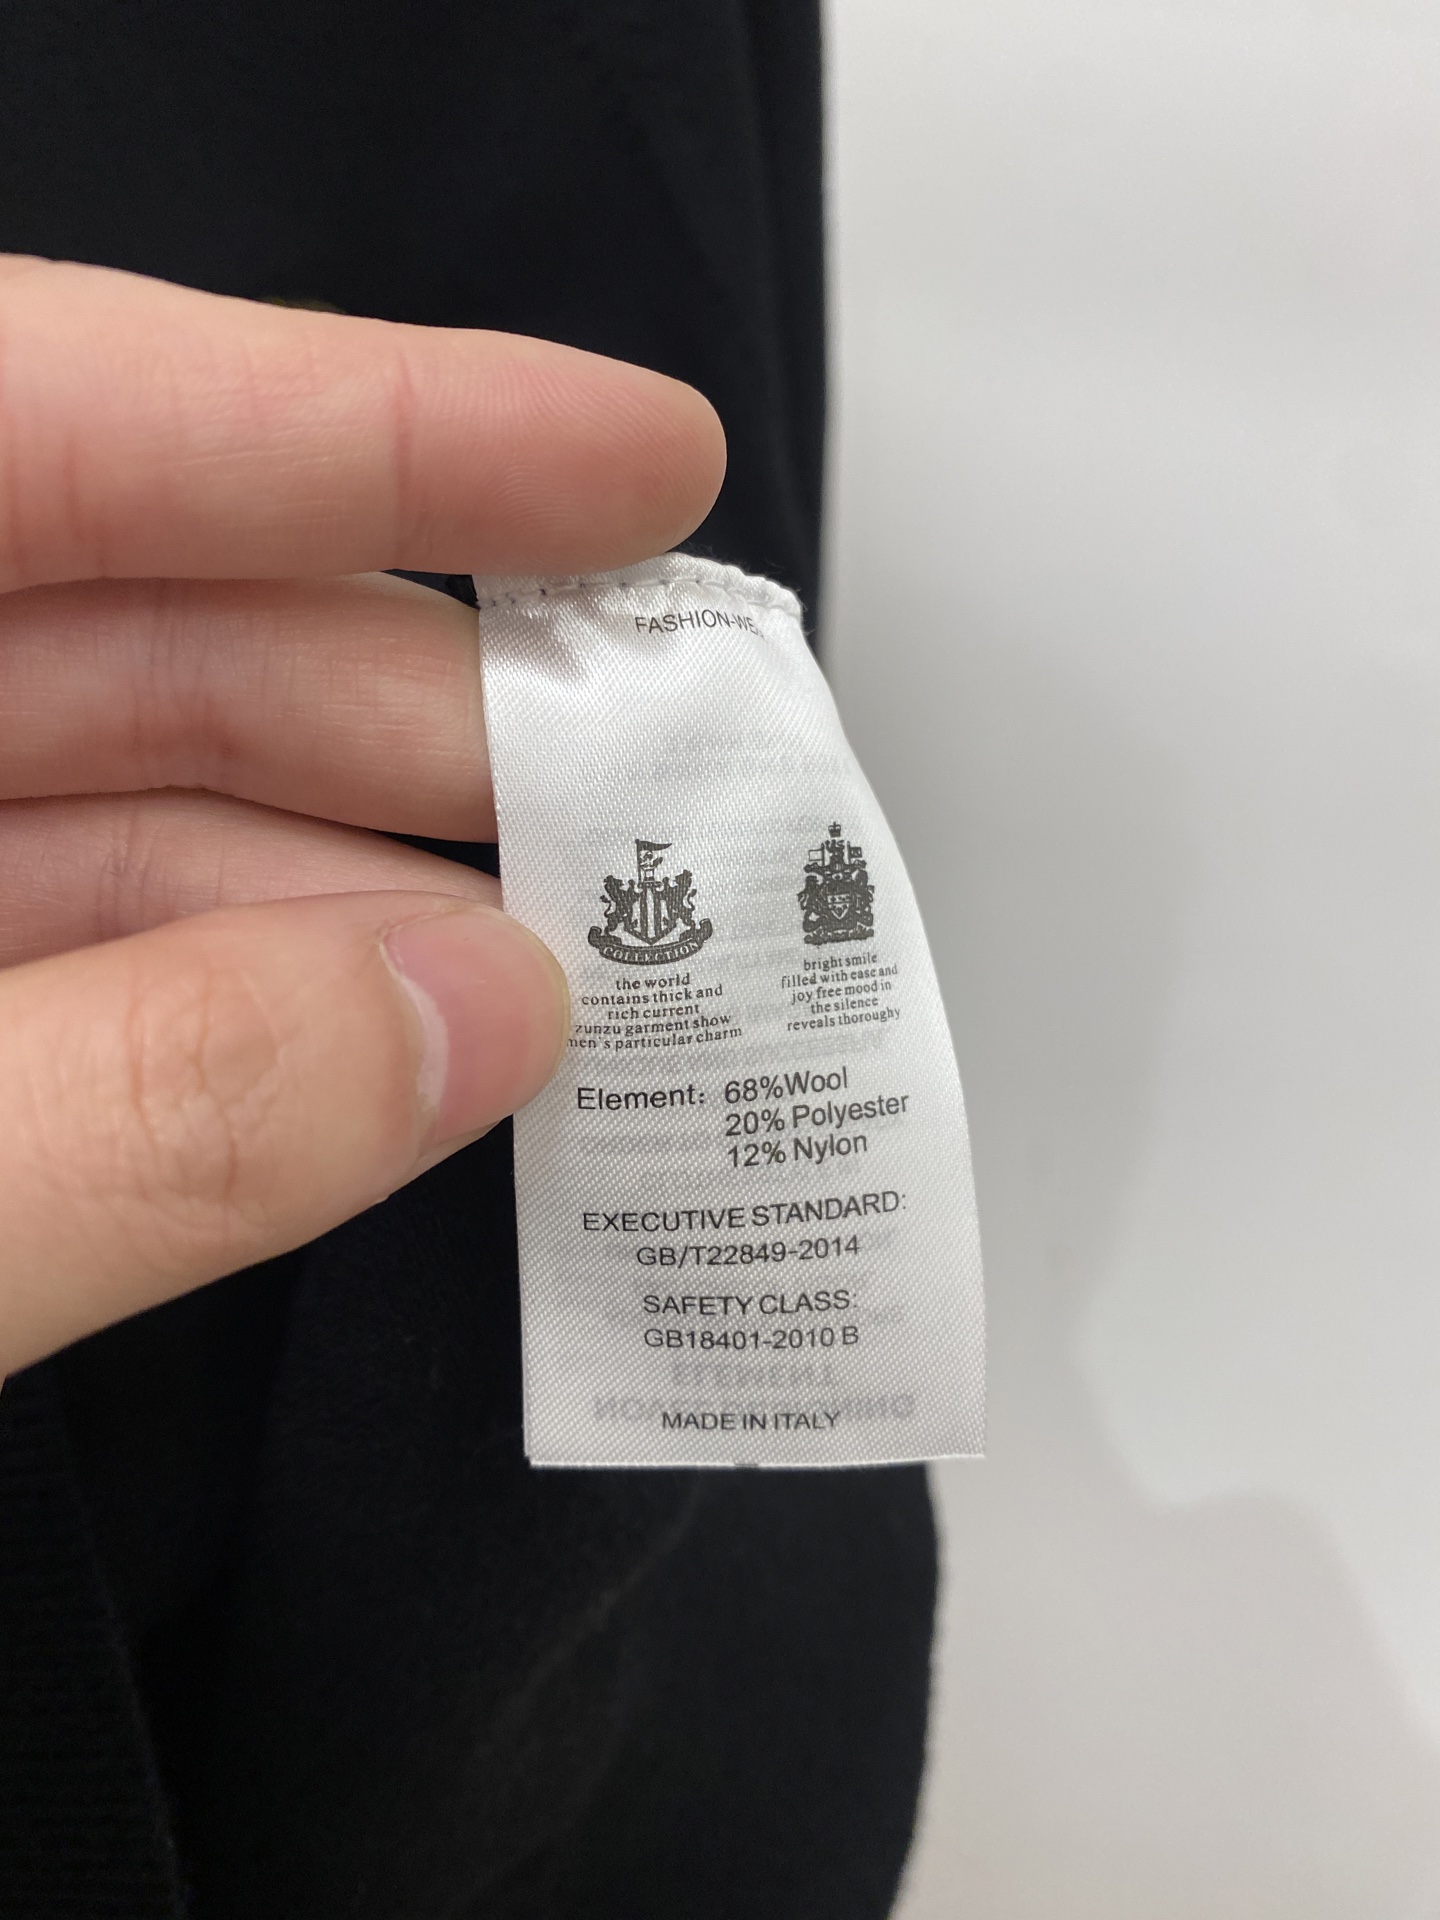 FASHION-WE
COLLECTION
the world
contains thick and
rich current
zunzu garment show
men's particular charm
bright smile
filled with ease and
joy free mood in
the silence
reveals thoroughy
Element: 68%Wool
20% Polyester
12% Nylon
EXECUTIVE STANDARD:
GB/T22849-2014
SAFETY CLASS:
GB18401-2010 B
MADE IN ITALY